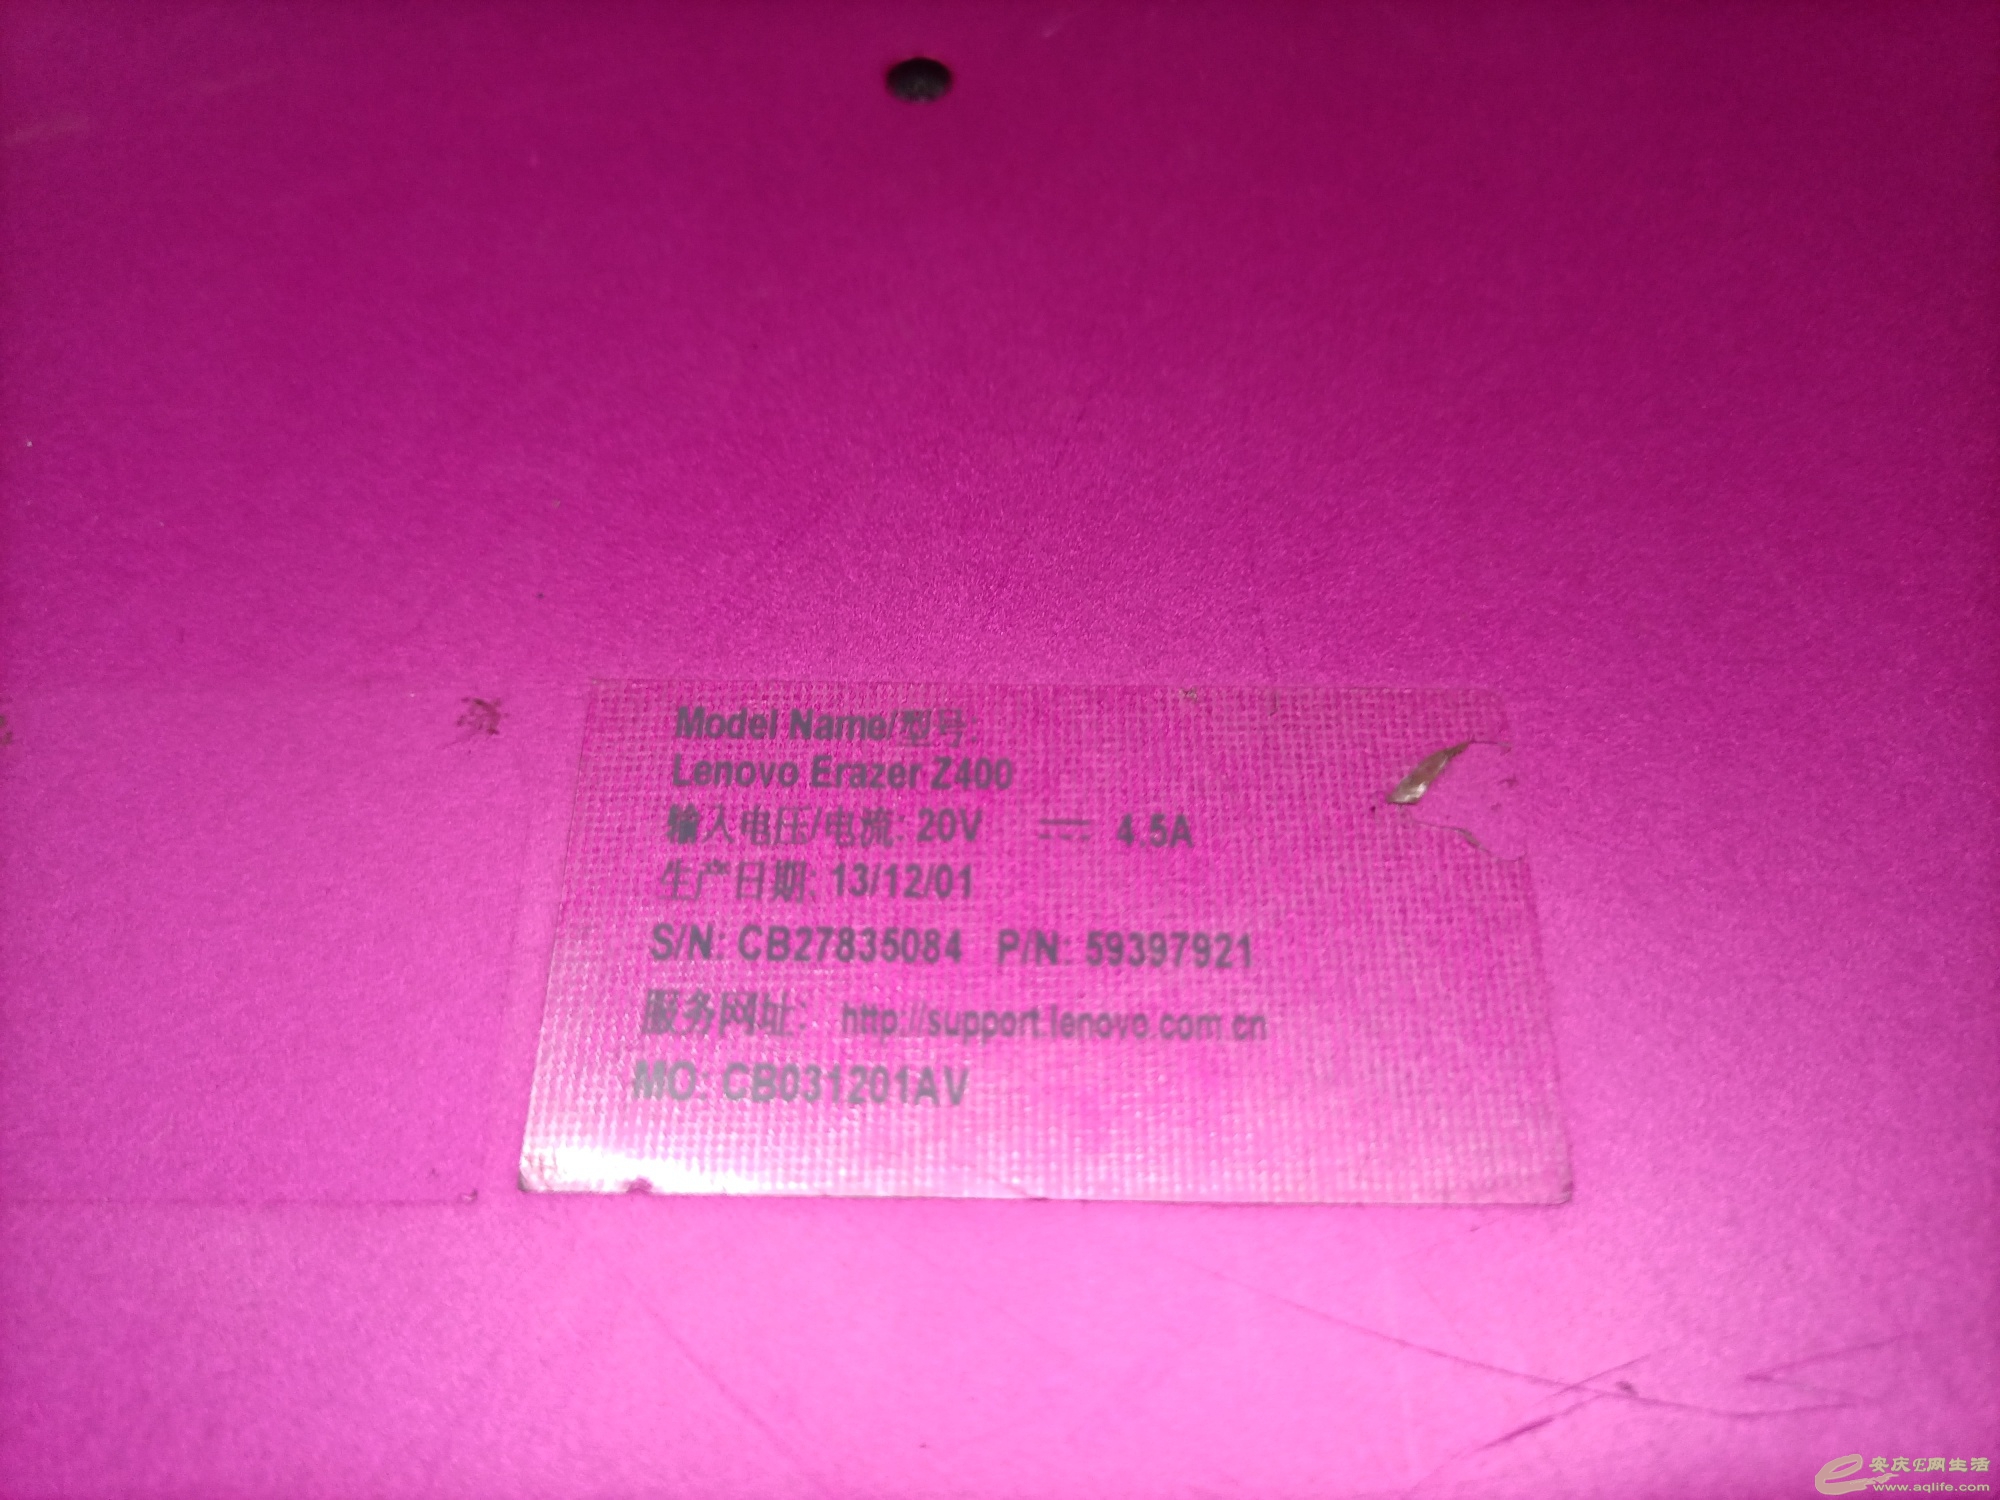 Model Name/型号:
Lenovo Erazer Z400
输入电压/电流: 20V ⎓ 4.5A
生产日期: 13/12/01
S/N: CB27835084 P/N: 59397921
服务网址: http://support.lenovo.com.cn
MO: CB031201AV
安庆E网生活
www.aqlife.com